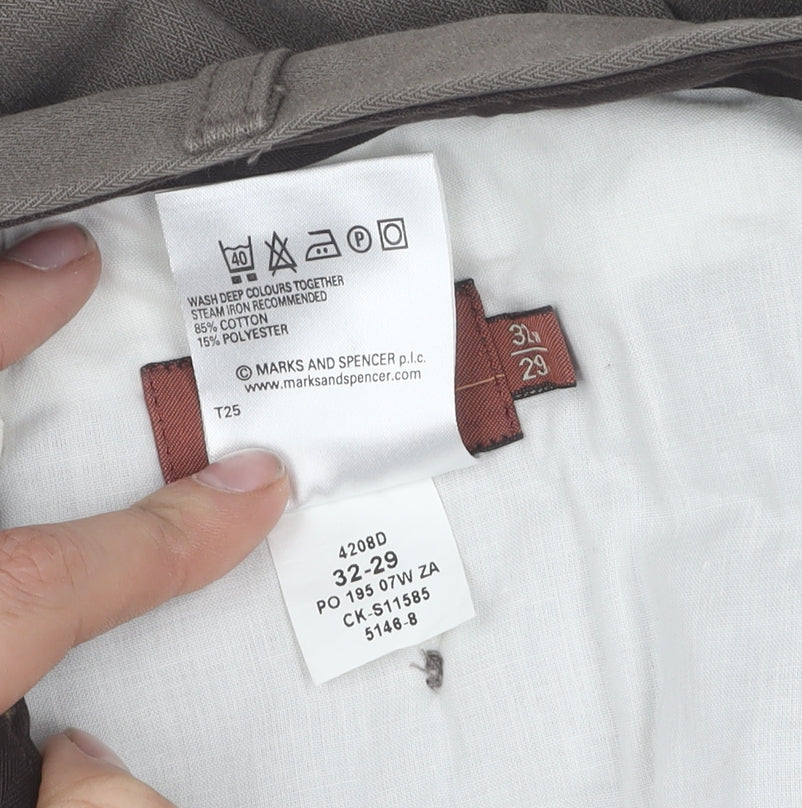 40
P
WASH DEEP COLOURS TOGETHER
STEAM IRON RECOMMENDED
85% COTTON
15% POLYESTER
© MARKS AND SPENCER p.l.c.
www.marksandspencer.com
T25
32"
29
4208D
32-29
PO 195 07W ZA
CK-S11585
5146-8